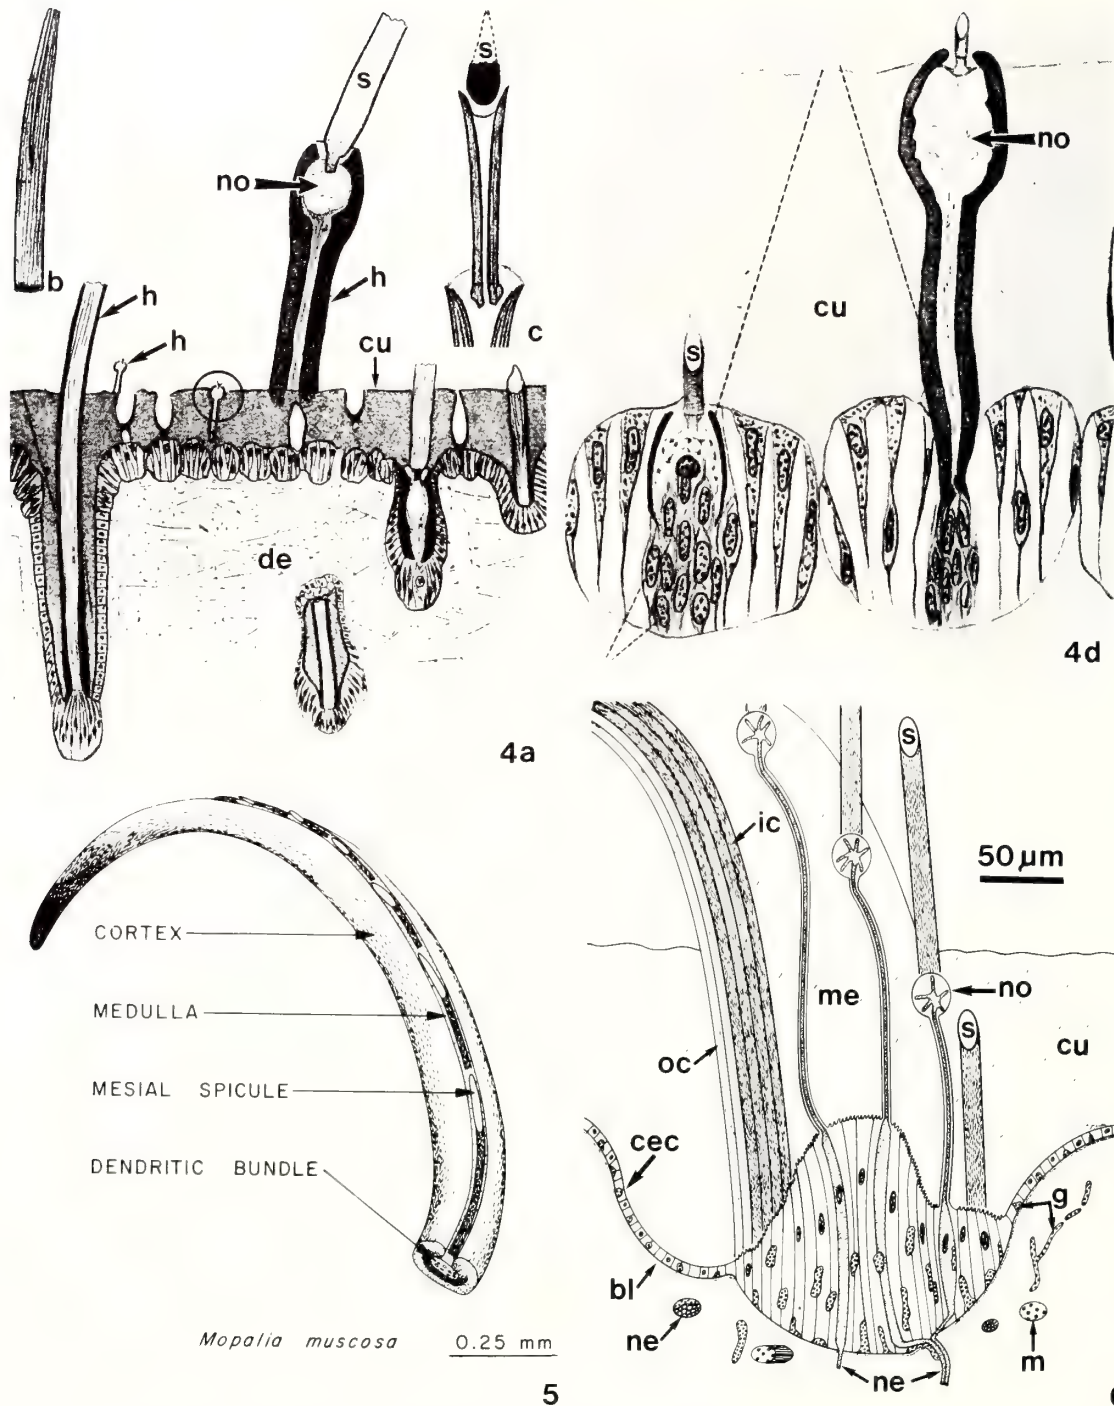 s
s
no
no
b
h
h
h
c
cu
cu
s
de
4d
4a
s
ic
50 µm
CORTEX
me
no
MEDULLA
s
oc
cu
MESIAL SPICULE
cec
DENDRITIC BUNDLE
g
bl
ne
m
Mopalia muscosa 0.25 mm
ne
5